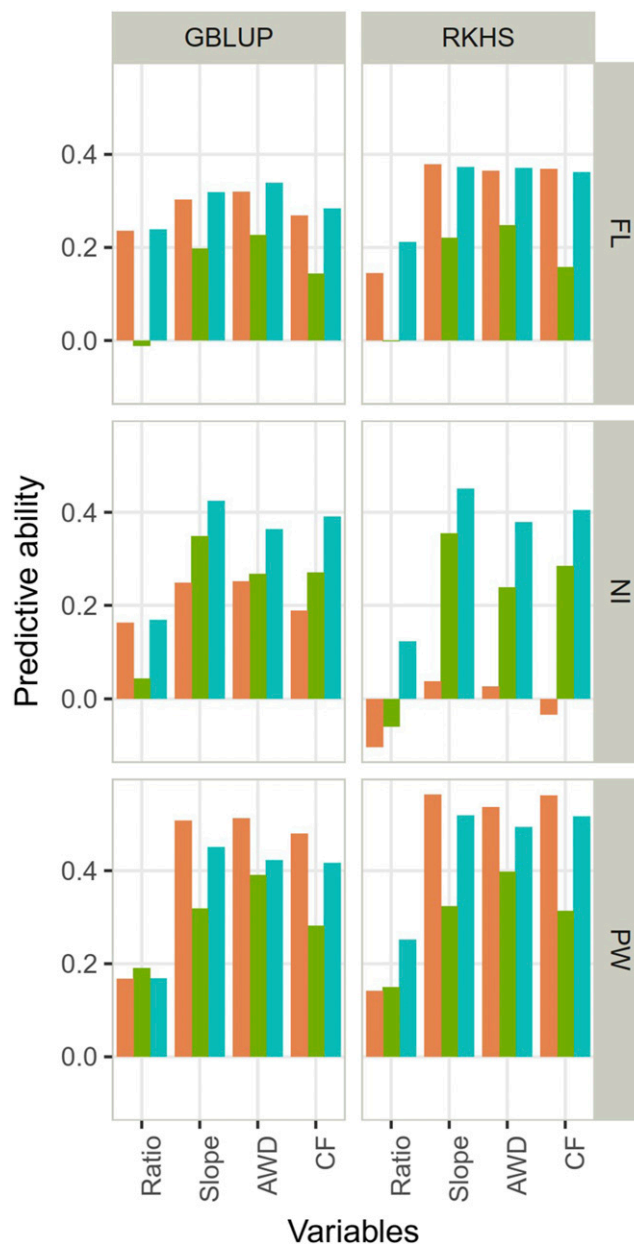 GBLUP RKHS
0.4
0.2
0.0
FL
Predictive ability
0.4
0.2
0.0
NI
0.4
0.2
0.0
PW
Ratio Slope AWD CF Ratio Slope AWD CF
Variables